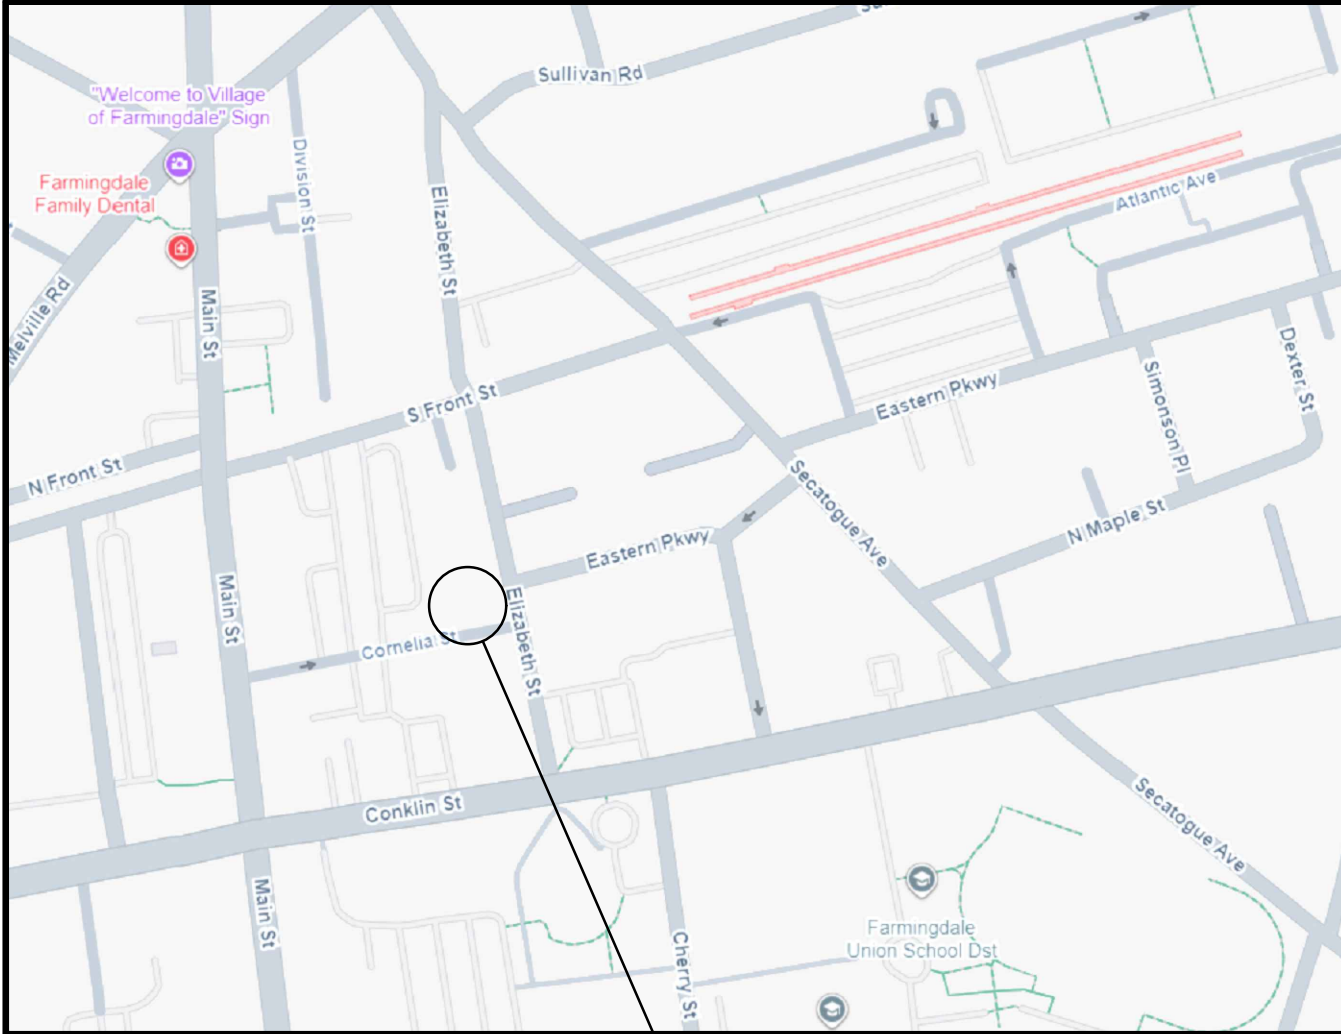 Su
Sullivan Rd
"Welcome to Village
of Farmingdale" Sign
Division St
Farmingdale
Family Dental
Elizabeth St
Atlantic Ave
Melville Rd
Main St
Dexter St
Simonson Pl
Eastern Pkwy
S Front St
N Front St
Secatogue Ave
N Maple St
Eastern Pkwy
Main St
Elizabeth St
Cornelia St
Conklin St
Secatogue Ave
Main St
Farmingdale
Union School Dst
Cherry St